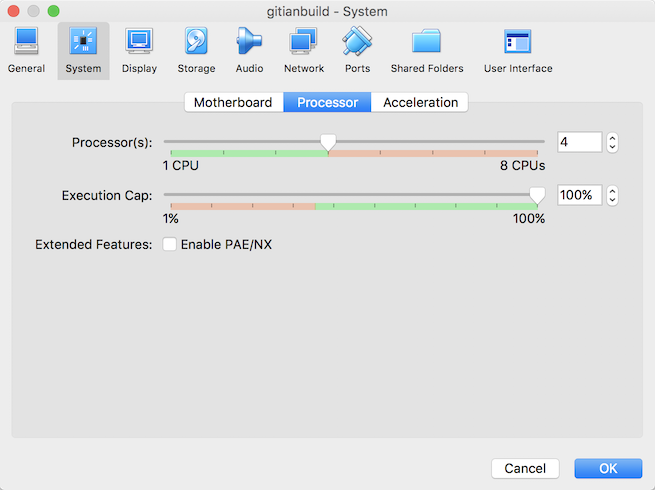 gitianbuild - System
General System Display Storage Audio Network Ports Shared Folders User Interface
Motherboard Processor Acceleration
Processor(s): 4
1 CPU 8 CPUs
Execution Cap: 100%
1% 100%
Extended Features: Enable PAE/NX
Cancel OK